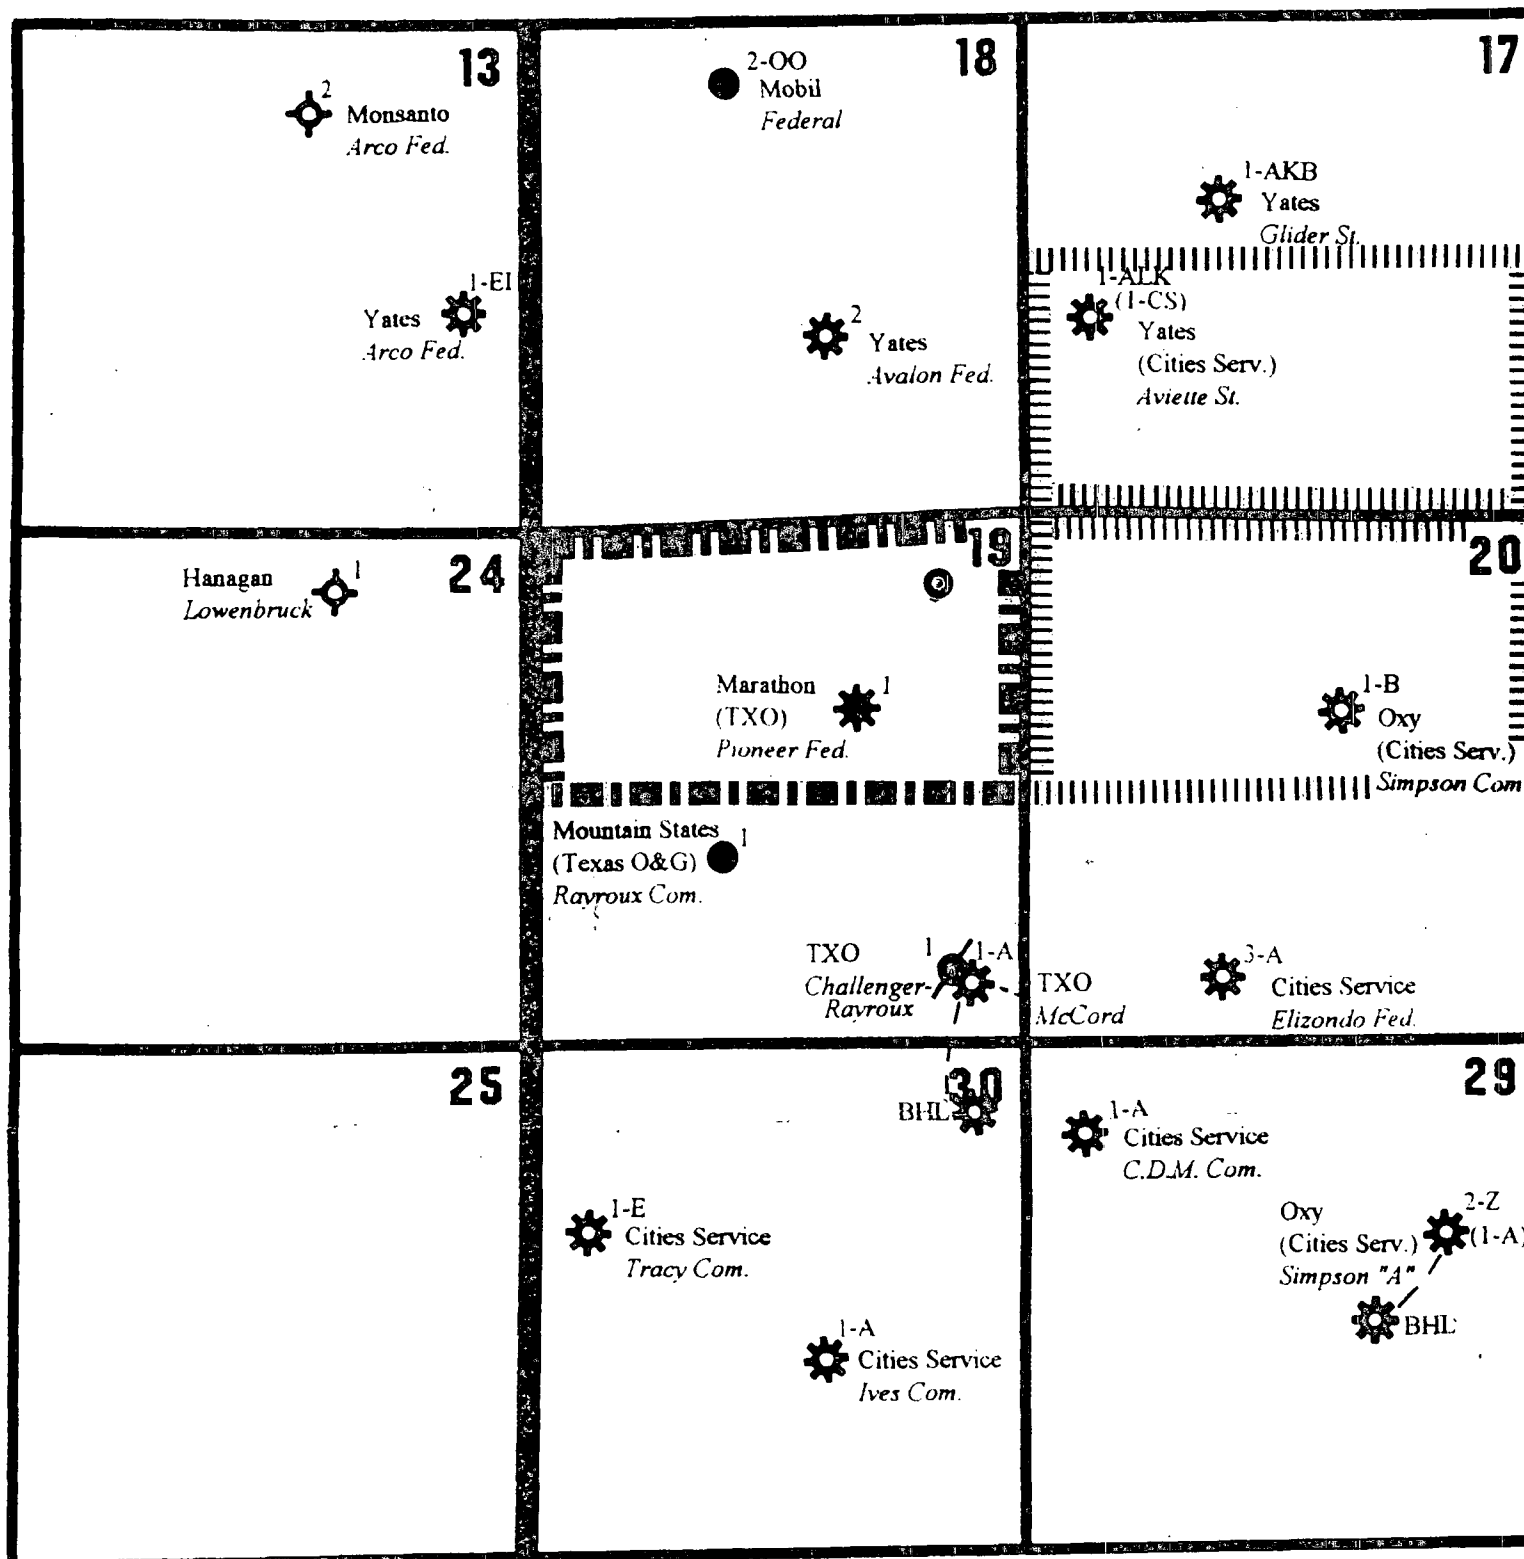 13
2
Monsanto
Arco Fed.
1-EI
Yates
Arco Fed.
18
2-OO
Mobil
Federal
2
Yates
Avalon Fed.
17
1-AKB
Yates
Glider St.
1-ALK
(1-CS)
Yates
(Cities Serv.)
Aviette St.
24
Hanagan
1
Lowenbruck
19
Marathon
1
(TXO)
Pioneer Fed.
Mountain States
1
(Texas O&G)
Rayroux Com.
TXO
1
1-A
Challenger-
Rayroux
TXO
McCord
20
1-B
Oxy
(Cities Serv.)
Simpson Com
3-A
Cities Service
Elizondo Fed.
25
30
BHL
1-E
Cities Service
Tracy Com.
1-A
Cities Service
Ives Com.
29
1-A
Cities Service
C.D.M. Com.
Oxy
2-Z
(Cities Serv.)
(1-A)
Simpson "A"
BHL